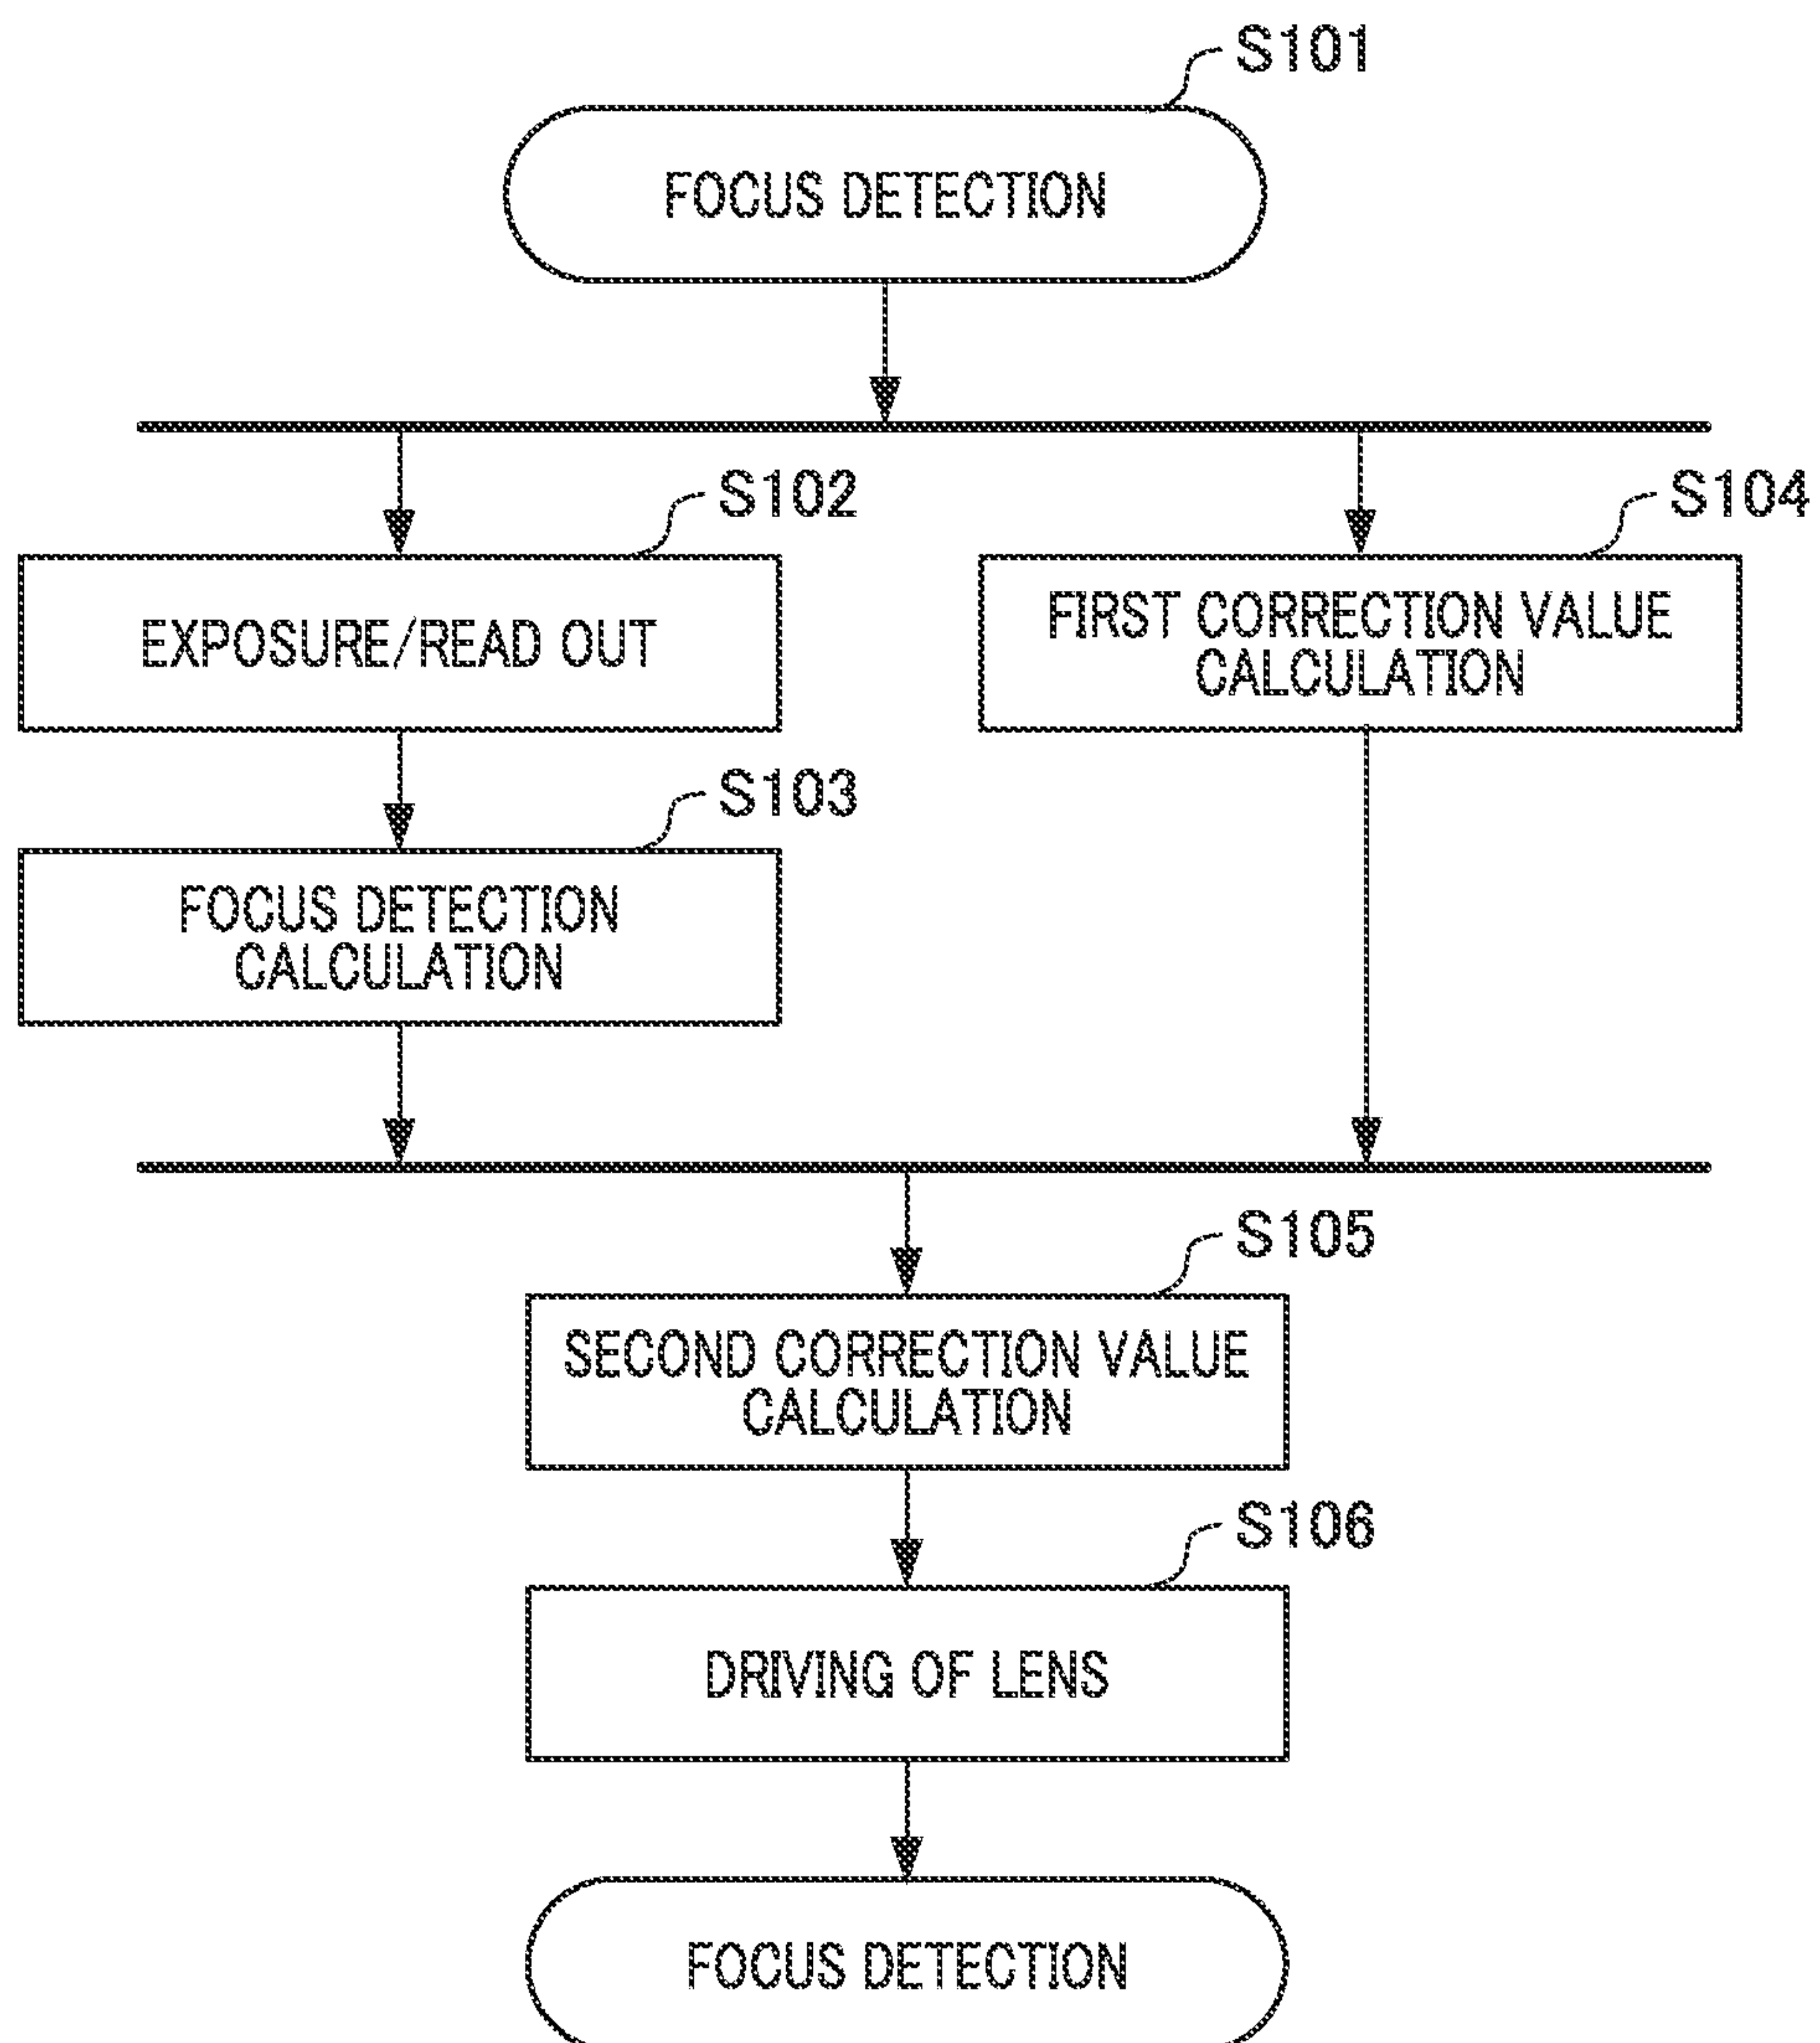 S101
FOCUS DETECTION
S102
EXPOSURE/READ OUT
S104
FIRST CORRECTION VALUE
CALCULATION
S103
FOCUS DETECTION
CALCULATION
S105
SECOND CORRECTION VALUE
CALCULATION
S106
DRIVING OF LENS
FOCUS DETECTION